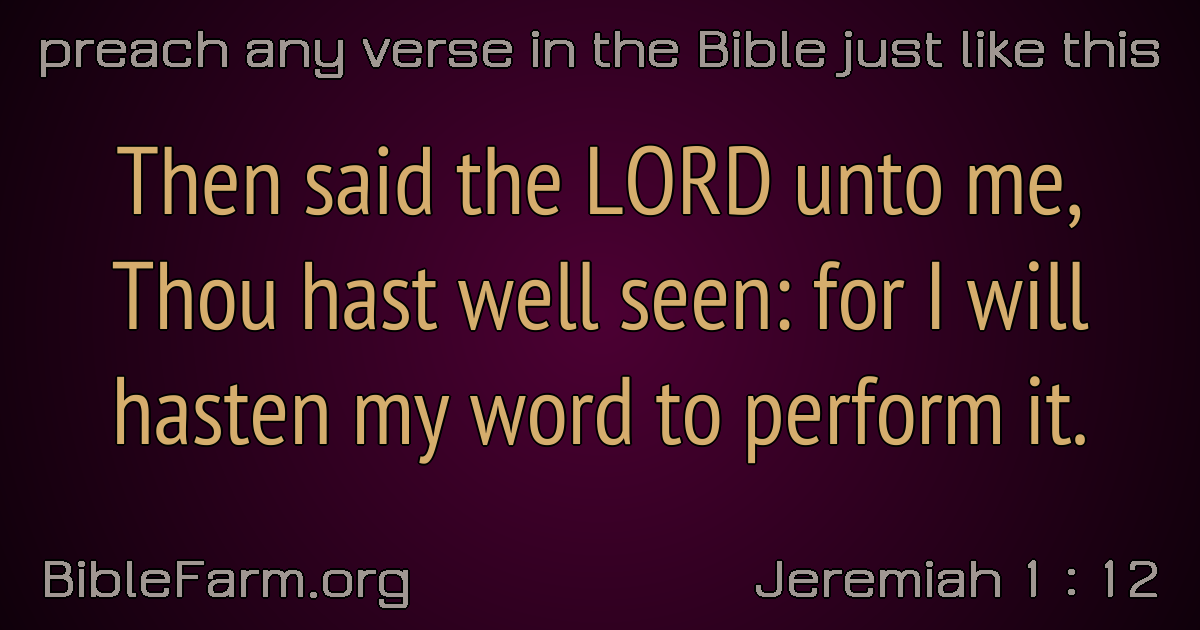 preach any verse in the Bible just like this
Then said the LORD unto me,
Thou hast well seen: for I will
hasten my word to perform it.
BibleFarm.org
Jeremiah 1 : 12